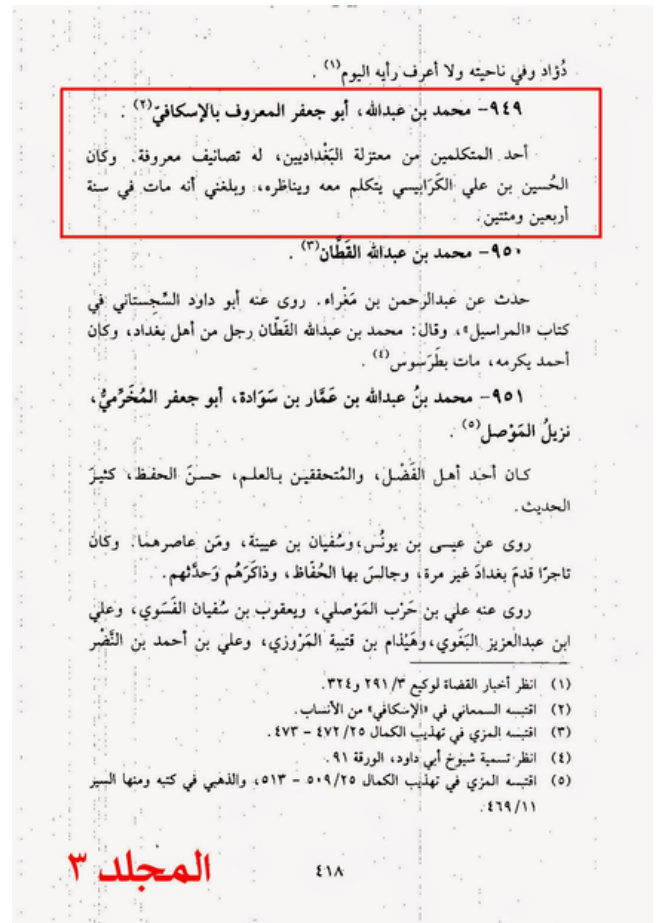 دُؤاد وفي ناحيته ولا أعرف رأيه اليوم(١) .
٩٤٩- محمد بن عبدالله، أبو جعفر المعروف بالإسكافيّ(٢) .
أحد المتكلمين من معتزلة البَغْداديين، له تصانيف معروفة. وكان
الحُسين بن علي الكَرَابيسي يتكلم معه ويناظره، وبلغني أنه مات في سنة
أربعين ومئتين.
٩٥٠- محمد بن عبدالله القَطَّان(٣) .
حدث عن عبدالرحمن بن مَغْراء. روى عنه أبو داود السِّجستاني في
كتاب «المراسيل»، وقال: محمد بن عبدالله القَطَّان رجل من أهل بغداد، وكان
أحمد يكرمه، مات بطَرَسوس(٤) .
٩٥١- محمد بنُ عبدالله بن عَمَّار بن سَوَادة، أبو جعفر المُخَرِّميُّ،
نزيلُ المَوْصل(٥) .
كان أحد أهل الفَضْل، والمُتحققين بالعلم، حسنَ الحفظ، كثيرَ
الحديث.
روى عن عيسى بن يونُس،وسُفيان بن عيينة، ومَن عاصرهما. وكان
تاجرًا قدمَ بغدادَ غير مرة، وجالسَ بها الحُفَّاظ، وذاكَرَهُم وَحدَّثهم.
روى عنه علي بن حَرْب المَوْصلي، ويعقوب بن سُفيان الفَسَوي، وعلي
ابن عبدالعزيز البَغَوي،وهَيْذام بن قتيبة المَرْوزي، وعلي بن أحمد بن النَّضْر
(١) انظر أخبار القضاة لوكيع ٣/ ٢٩١ و٣٢٤.
(٢) اقتبسه السمعاني في «الإسكافي» من الأنساب.
(٣) اقتبسه المزي في تهذيب الكمال ٢٥/ ٤٧٢ - ٤٧٣.
(٤) انظر تسمية شيوخ أبي داود، الورقة ٩١.
(٥) اقتبسه المزي في تهذيب الكمال ٢٥/ ٥٠٩ - ٥١٣، والذهبي في كتبه ومنها السير
١١/ ٤٦٩.
٤١٨
المجلد ٣